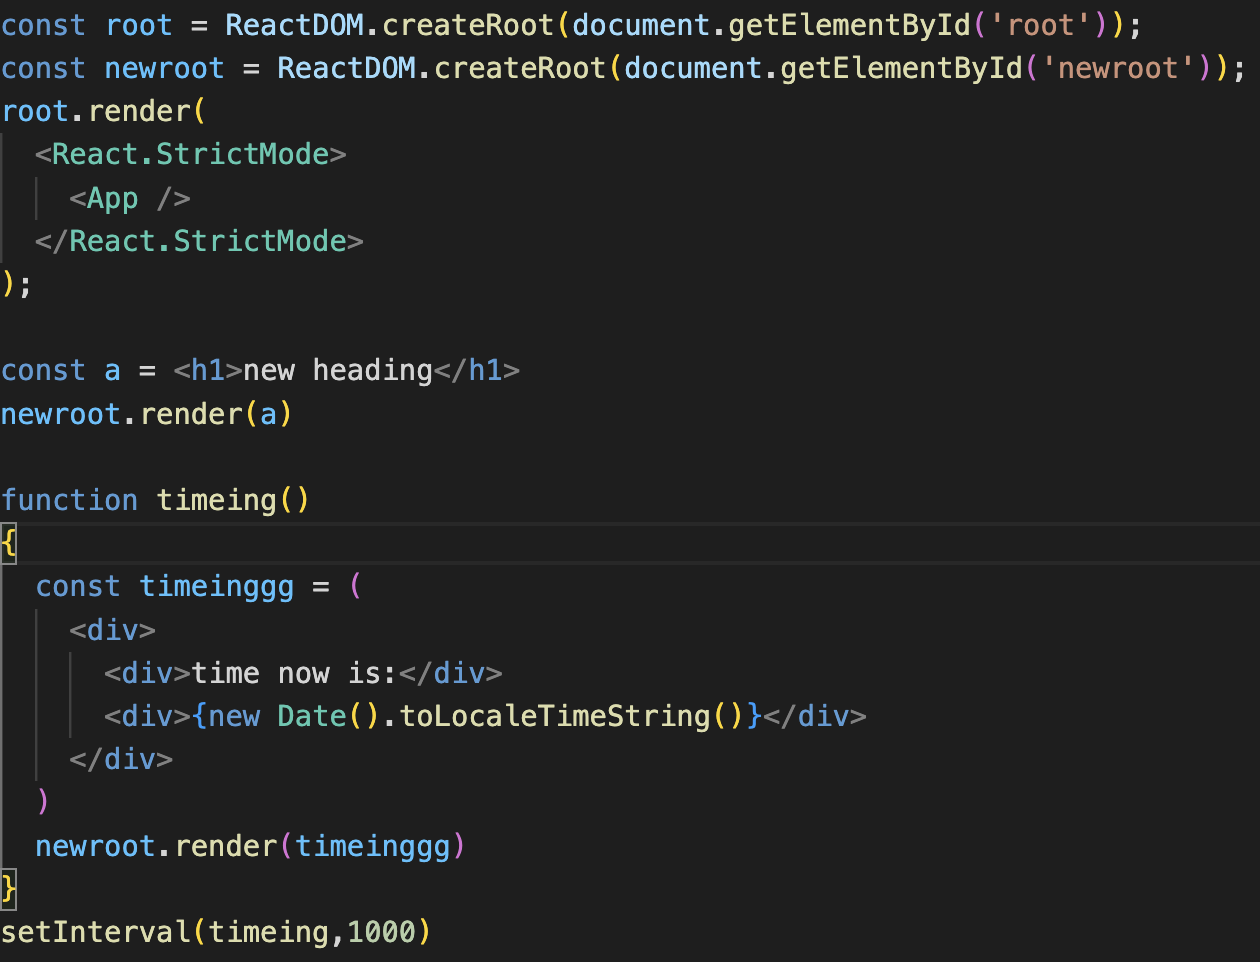 const root = ReactDOM.createRoot(document.getElementById('root'));
const newroot = ReactDOM.createRoot(document.getElementById('newroot'));
root.render(
  <React.StrictMode>
    <App />
  </React.StrictMode>
);

const a = <h1>new heading</h1>
newroot.render(a)

function timeing()
{
  const timeinggg = (
    <div>
      <div>time now is:</div>
      <div>{new Date().toLocaleTimeString()}</div>
    </div>
  )
  newroot.render(timeinggg)
}
setInterval(timeing,1000)